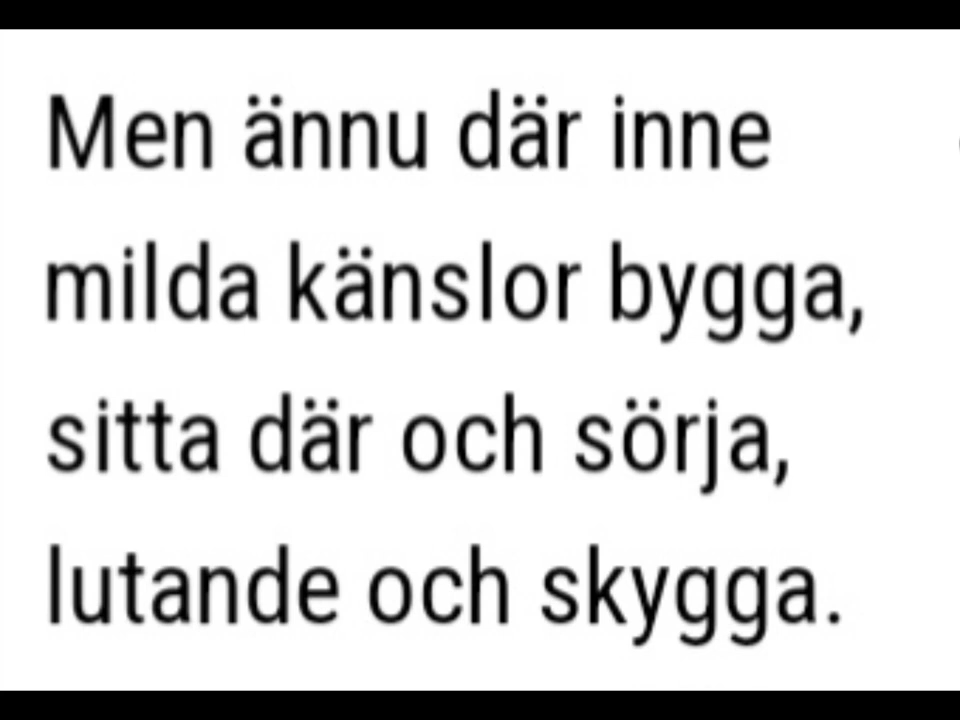 Men ännu där inne
milda känslor bygga,
sitta där och sörja,
lutande och skygga.